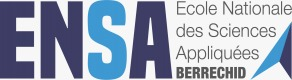 ENSA
Ecole Nationale
des Sciences
Appliquées
BERRECHID